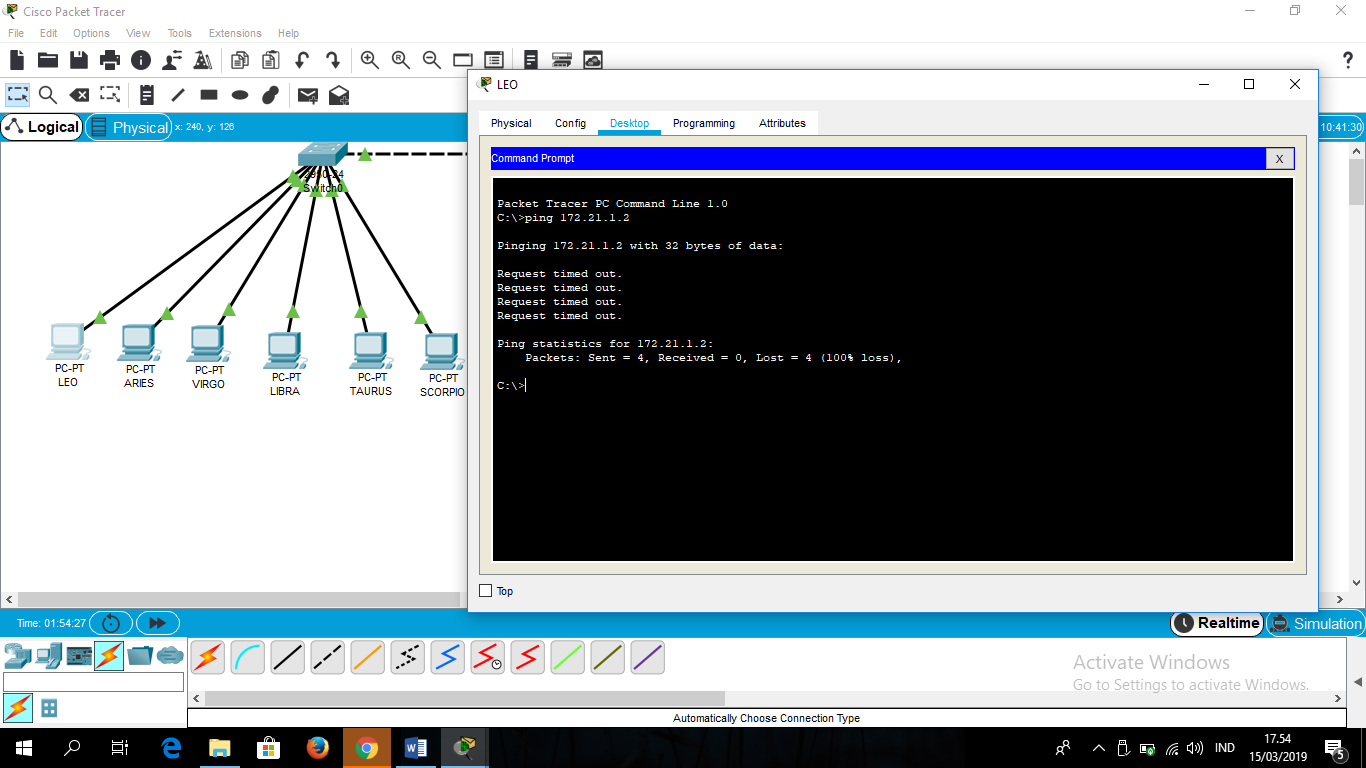 Cisco Packet Tracer
File Edit Options View Tools Extensions Help
LEO
Physical Config Desktop Programming Attributes
Logical Physical x: 240, y: 126
10:41:30
Command Prompt X
Packet Tracer PC Command Line 1.0
C:\>ping 172.21.1.2
Pinging 172.21.1.2 with 32 bytes of data:
Request timed out.
Request timed out.
Request timed out.
Request timed out.
Ping statistics for 172.21.1.2:
Packets: Sent = 4, Received = 0, Lost = 4 (100% loss),
C:\>
Top
Switch0
PC-PT
LEO
PC-PT
ARIES
PC-PT
VIRGO
PC-PT
LIBRA
PC-PT
TAURUS
PC-PT
SCORPIO
Time: 01:54:27
Realtime Simulation
Activate Windows
Go to Settings to activate Windows.
Automatically Choose Connection Type
IND
17.54
15/03/2019
5